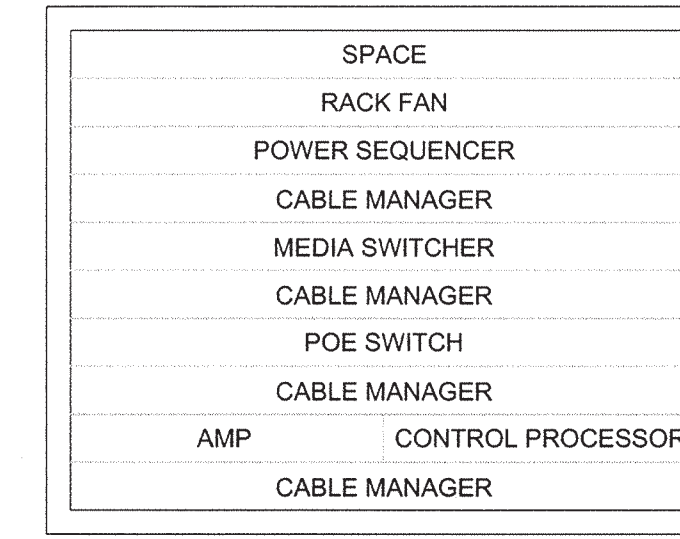 SPACE
RACK FAN
POWER SEQUENCER
CABLE MANAGER
MEDIA SWITCHER
CABLE MANAGER
POE SWITCH
CABLE MANAGER
AMP CONTROL PROCESSOR
CABLE MANAGER